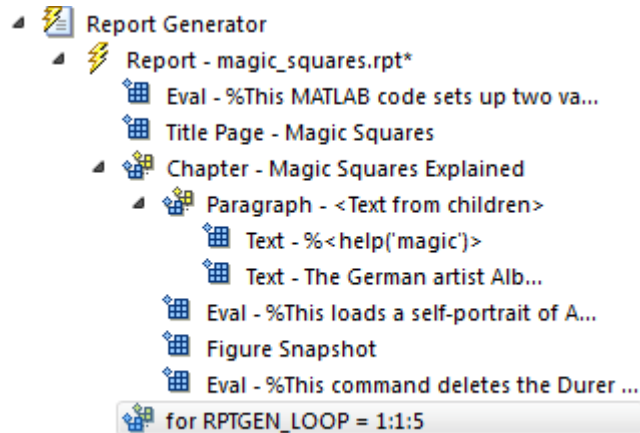 Report Generator
Report - magic_squares.rpt*
Eval - %This MATLAB code sets up two va...
Title Page - Magic Squares
Chapter - Magic Squares Explained
Paragraph - <Text from children>
Text - %<help('magic')>
Text - The German artist Alb...
Eval - %This loads a self-portrait of A...
Figure Snapshot
Eval - %This command deletes the Durer ...
for RPTGEN_LOOP = 1:1:5